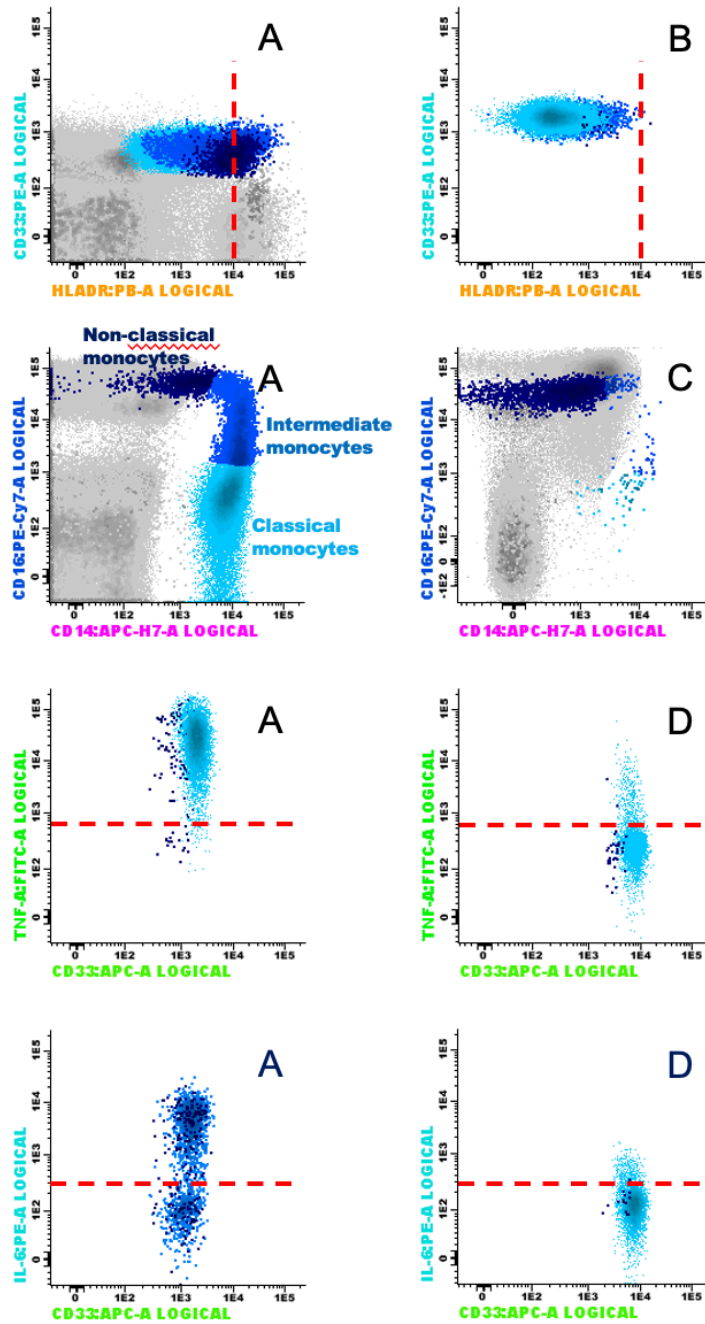 A
CD33:PE-A LOGICAL
1E5
1E4
1E3
1E2
0
0 1E2 1E3 1E4 1E5
HLADR:PB-A LOGICAL
B
CD33:PE-A LOGICAL
1E5
1E4
1E3
1E2
0
0 1E2 1E3 1E4 1E5
HLADR:PB-A LOGICAL
Non-classical
monocytes
A
Intermediate
monocytes
Classical
monocytes
CD16:PE-Cy7-A LOGICAL
1E5
1E4
1E3
1E2
0
0 1E2 1E3 1E4 1E5
CD14:APC-H7-A LOGICAL
C
CD16:PE-Cy7-A LOGICAL
1E5
1E4
1E3
1E2
0
-1E2
0 1E2 1E3 1E4 1E5
CD14:APC-H7-A LOGICAL
A
TNF-A:FITC-A LOGICAL
1E5
1E4
1E3
1E2
0
0 1E2 1E3 1E4 1E5
CD33:APC-A LOGICAL
D
TNF-A:FITC-A LOGICAL
1E5
1E4
1E3
1E2
0
0 1E2 1E3 1E4 1E5
CD33:APC-A LOGICAL
A
IL-6:PE-A LOGICAL
1E5
1E4
1E3
1E2
0
0 1E2 1E3 1E4 1E5
CD33:APC-A LOGICAL
D
IL-6:PE-A LOGICAL
1E5
1E4
1E3
1E2
0
0 1E2 1E3 1E4 1E5
CD33:APC-A LOGICAL